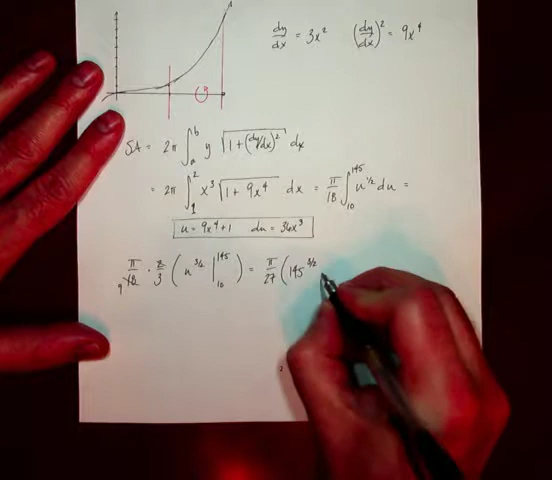 dy/dx = 3x² (dy/dx)² = 9x⁴
SA = 2π ∫ₐᵇ y √(1 + (dy/dx)²) dx
= 2π ∫₁² x³ √(1 + 9x⁴) dx = π/18 ∫₁₀¹⁴⁵ u^(1/2) du =
u = 9x⁴+1 du = 36x³
π/18 9 · 2/3 ( u^(3/2) |₁₀¹⁴⁵ ) = π/27 ( 145^(3/2)